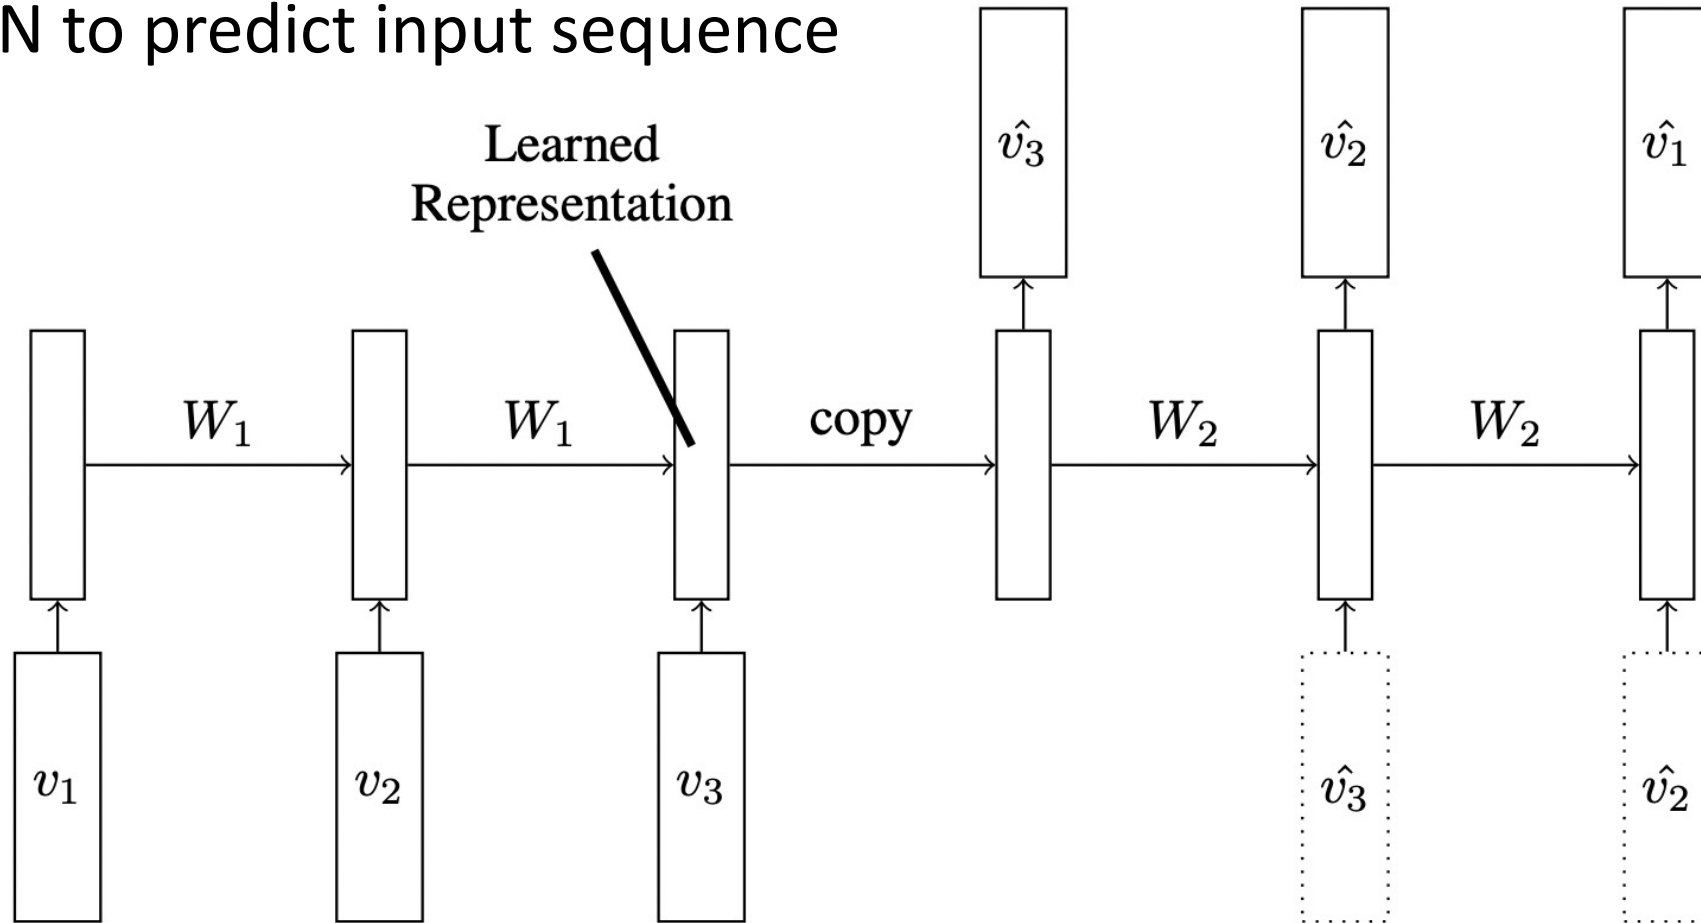 N to predict input sequence
Learned
Representation
v̂₃
v̂₂
v̂₁
W₁
W₁
copy
W₂
W₂
v₁
v₂
v₃
v̂₃
v̂₂